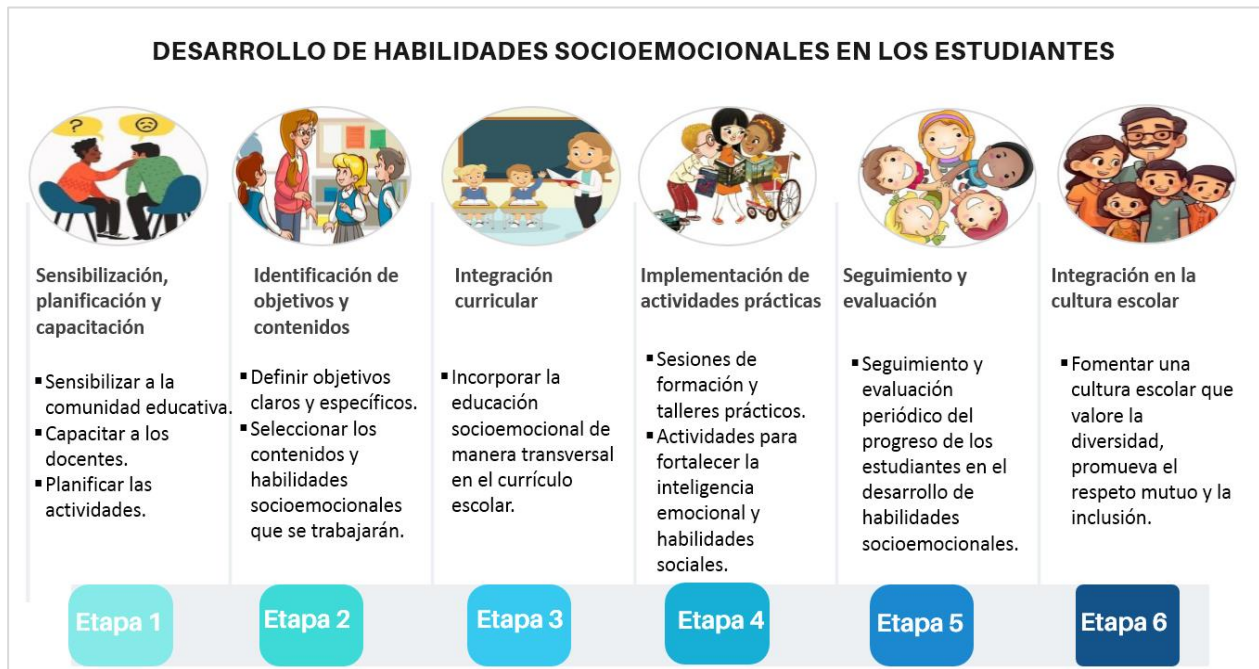 DESARROLLO DE HABILIDADES SOCIOEMOCIONALES EN LOS ESTUDIANTES
?
Sensibilización,
planificación y
capacitación
▪ Sensibilizar a la
comunidad educativa.
▪ Capacitar a los
docentes.
▪ Planificar las
actividades.
Etapa 1
Identificación de
objetivos y
contenidos
▪ Definir objetivos
claros y específicos.
▪ Seleccionar los
contenidos y
habilidades
socioemocionales
que se trabajarán.
Etapa 2
Integración
curricular
▪ Incorporar la
educación
socioemocional de
manera transversal
en el currículo
escolar.
Etapa 3
Implementación de
actividades prácticas
▪ Sesiones de
formación y
talleres prácticos.
▪ Actividades para
fortalecer la
inteligencia
emocional y
habilidades
sociales.
Etapa 4
Seguimiento y
evaluación
▪ Seguimiento y
evaluación
periódico del
progreso de los
estudiantes en el
desarrollo de
habilidades
socioemocionales.
Etapa 5
Integración en la
cultura escolar
▪ Fomentar una
cultura escolar que
valore la
diversidad,
promueva el
respeto mutuo y la
inclusión.
Etapa 6